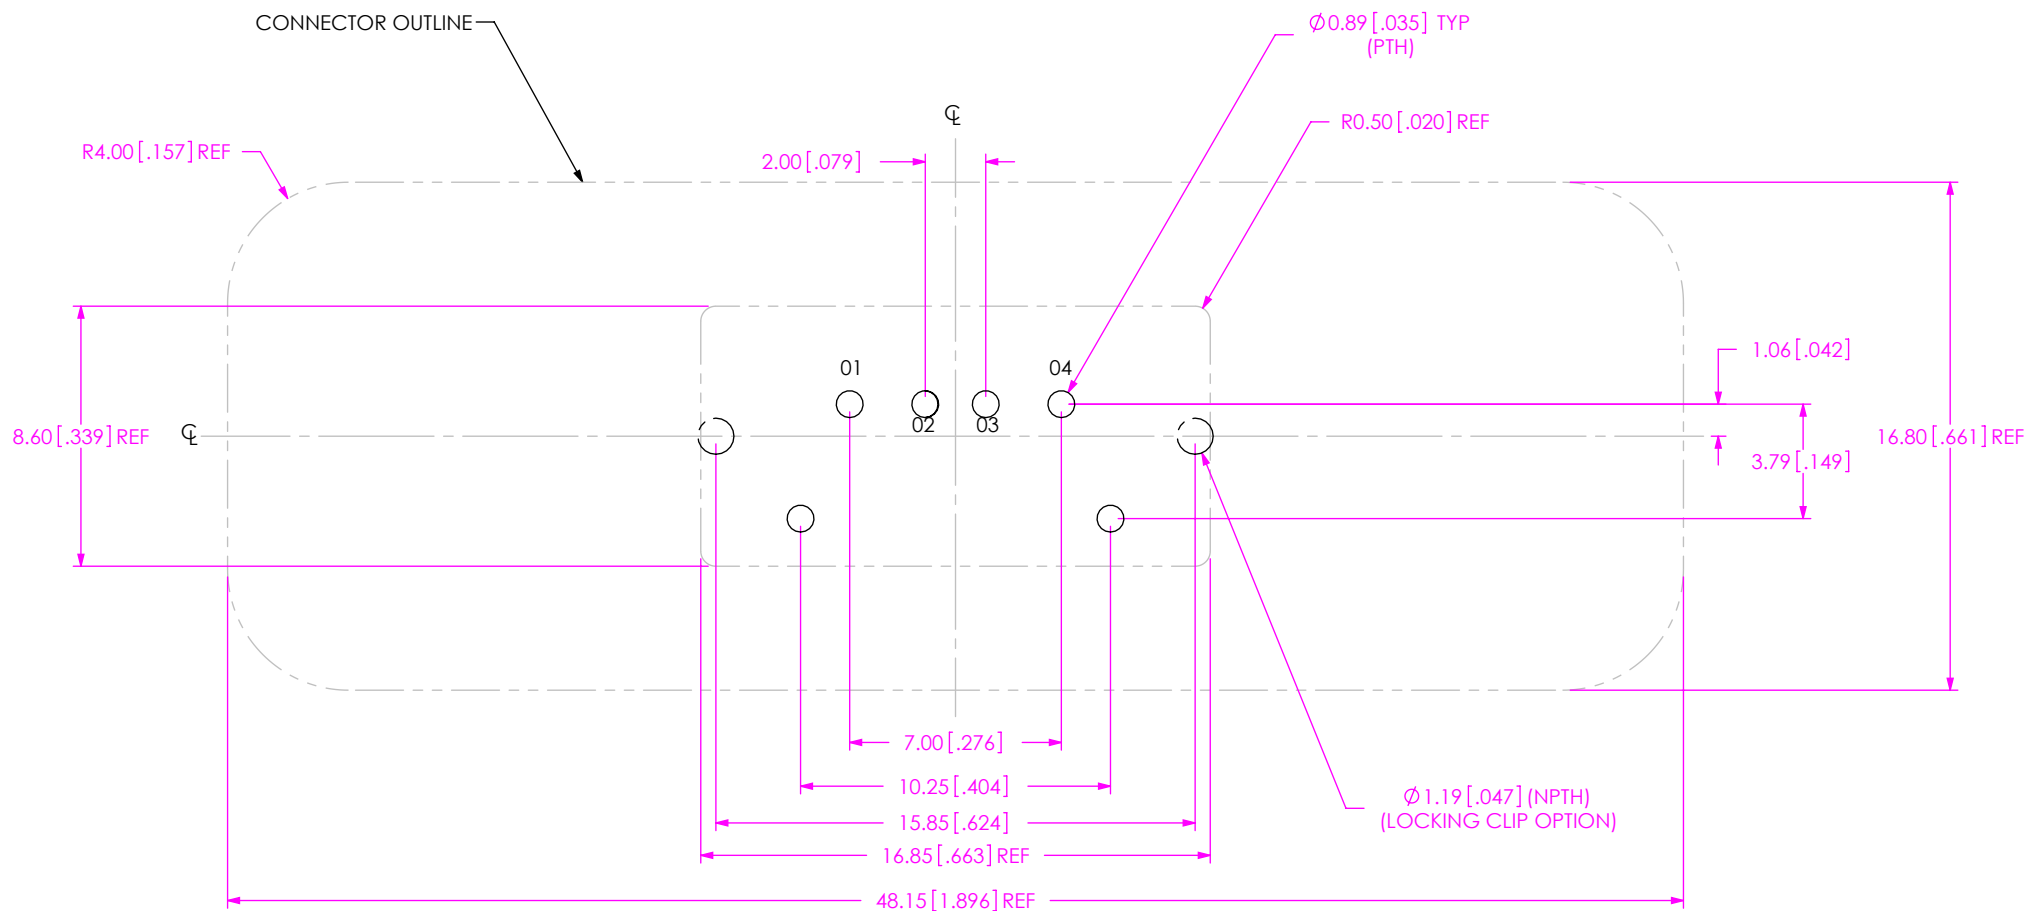 CONNECTOR OUTLINE
Ø0.89[.035] TYP
(PTH)
℄
R0.50[.020]REF
R4.00[.157]REF
2.00[.079]
1.06[.042]
01
04
02
03
8.60[.339]REF
℄
16.80[.661]REF
3.79[.149]
7.00[.276]
10.25[.404]
Ø1.19[.047](NPTH)
(LOCKING CLIP OPTION)
15.85[.624]
16.85[.663]REF
48.15[1.896]REF